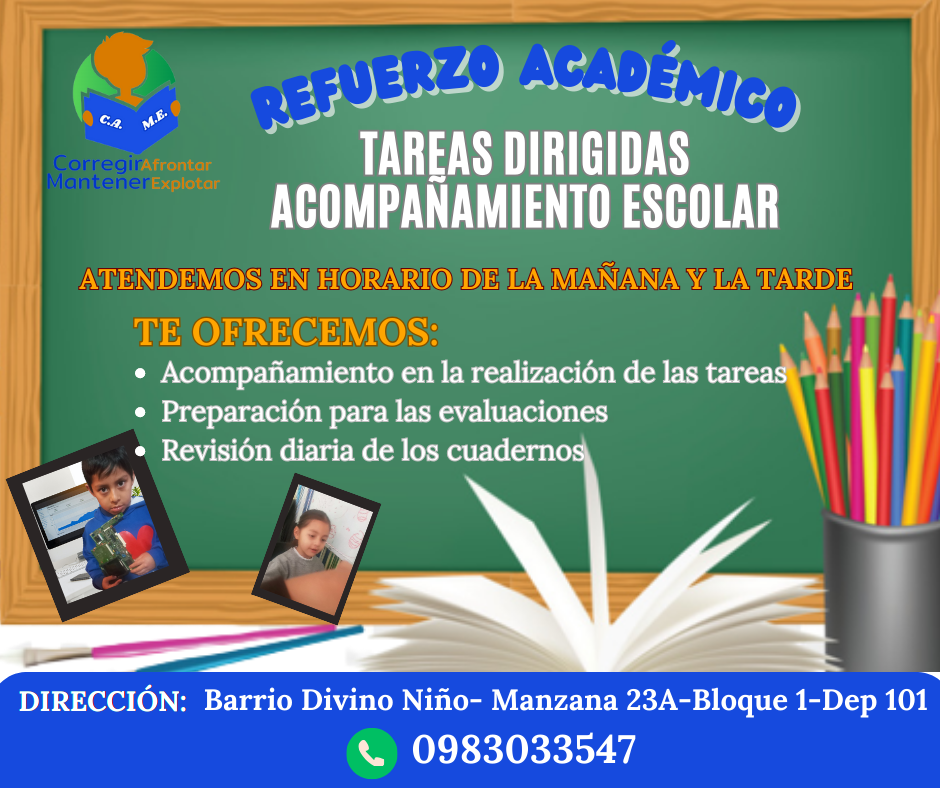 C.A. M.E.
Corregir Afrontar
Mantener Explotar
REFUERZO ACADÉMICO
TAREAS DIRIGIDAS
ACOMPAÑAMIENTO ESCOLAR
ATENDEMOS EN HORARIO DE LA MAÑANA Y LA TARDE
TE OFRECEMOS:
• Acompañamiento en la realización de las tareas
• Preparación para las evaluaciones
• Revisión diaria de los cuadernos
DIRECCIÓN: Barrio Divino Niño- Manzana 23A-Bloque 1-Dep 101
0983033547